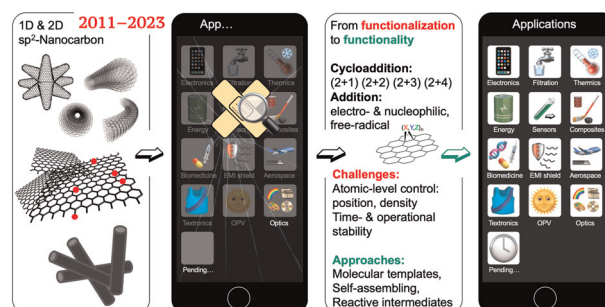 1D & 2D 2011–2023
sp²-Nanocarbon
App...
Electronics Filtration Thermics
Energy Sensors Composites
Biomedicine EMI shield Aerospace
Textronics OPV Optics
Pending...
From functionalization
to functionality
Cycloaddition:
(2+1) (2+2) (2+3) (2+4)
Addition:
electro- & nucleophilic,
free-radical
(X,Y,Z)n
Challenges:
Atomic-level control:
position, density
Time- & operational
stability
Approaches:
Molecular templates,
Self-assembling,
Reactive intermediates
Applications
Electronics Filtration Thermics
Energy Sensors Composites
Biomedicine EMI shield Aerospace
Textronics OPV Optics
Pending...